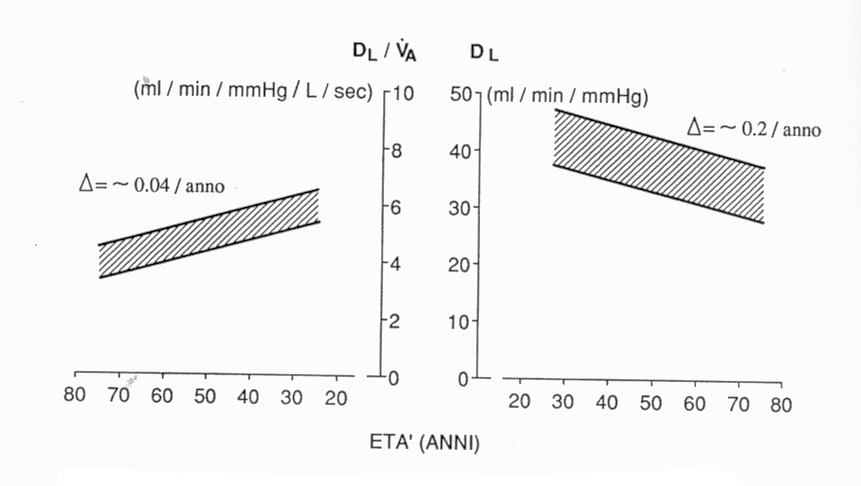 DL / V̇A
DL
(ml / min / mmHg / L / sec)
(ml / min / mmHg)
Δ= ~ 0.04 / anno
Δ= ~ 0.2 / anno
10
8
6
4
2
0
50
40
30
20
10
0
80 70 60 50 40 30 20
20 30 40 50 60 70 80
ETA' (ANNI)